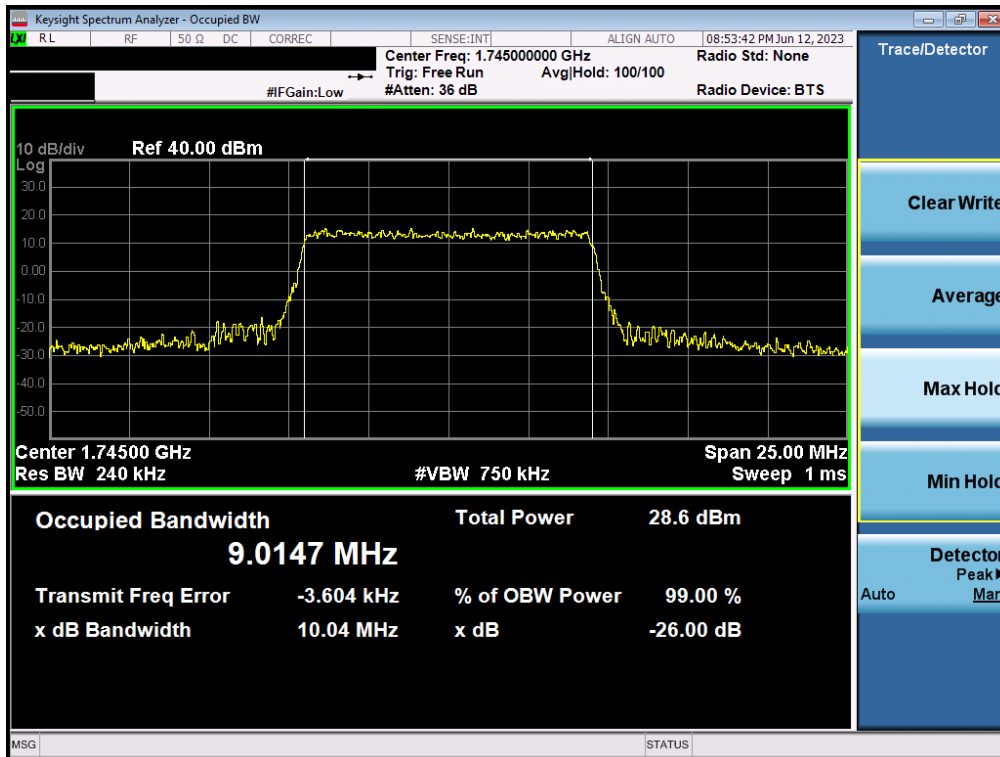 Keysight Spectrum Analyzer - Occupied BW
LXI RL RF 50 Ω DC CORREC SENSE:INT ALIGN AUTO 08:53:42 PM Jun 12, 2023
Center Freq: 1.745000000 GHz Radio Std: None
Trig: Free Run Avg|Hold: 100/100
#IFGain:Low #Atten: 36 dB Radio Device: BTS
10 dB/div Ref 40.00 dBm
Log
30.0
20.0
10.0
0.00
-10.0
-20.0
-30.0
-40.0
-50.0
Center 1.74500 GHz Span 25.00 MHz
Res BW 240 kHz #VBW 750 kHz Sweep 1 ms
Occupied Bandwidth Total Power 28.6 dBm
9.0147 MHz
Transmit Freq Error -3.604 kHz % of OBW Power 99.00 %
x dB Bandwidth 10.04 MHz x dB -26.00 dB
MSG STATUS
Trace/Detector
Clear Write
Average
Max Hold
Min Hold
Detector
Peak▶
Auto Man